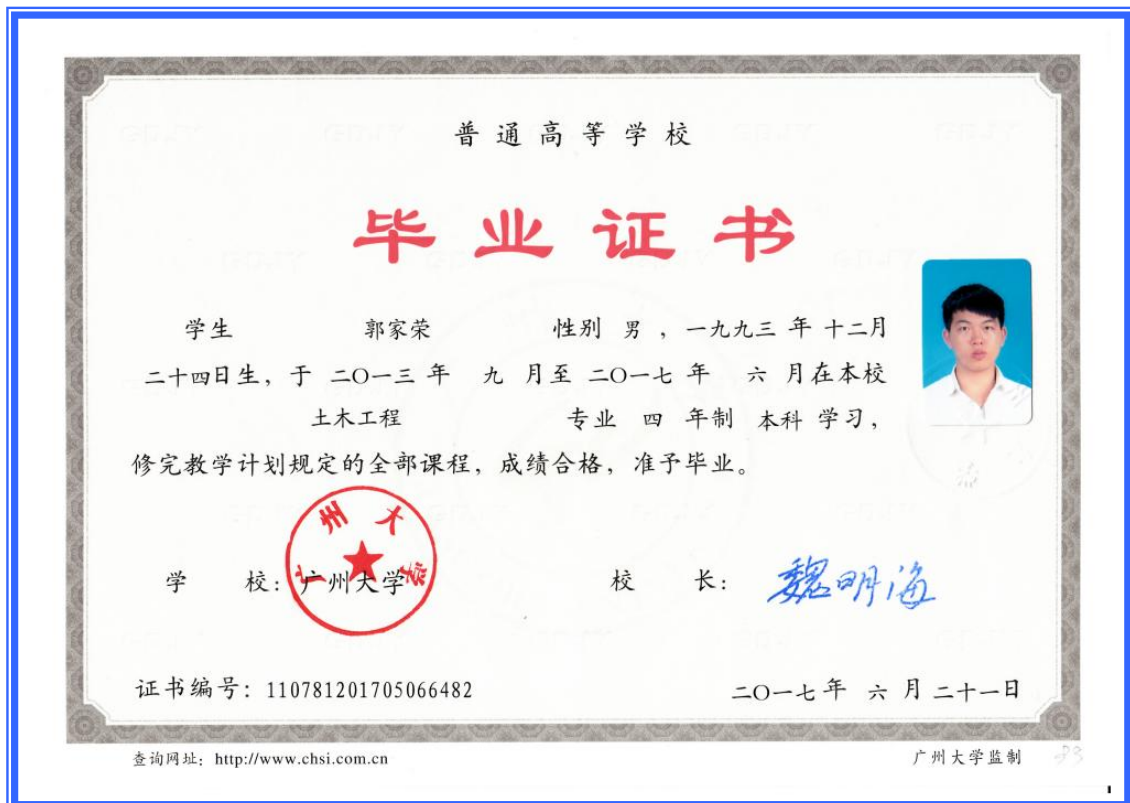 普通高等学校
毕业证书
学生 郭家荣 性别 男 ，一九九三 年 十二月
二十四日生，于 二〇一三 年 九 月至 二〇一七 年 六 月在本校
土木工程 专业 四 年制 本科 学习，
修完教学计划规定的全部课程，成绩合格，准予毕业。
广州大学
学 校：广州大学 校 长：魏明海
证书编号：110781201705066482 二〇一七年 六 月 二十一日
查询网址：http://www.chsi.com.cn 广州大学监制 83